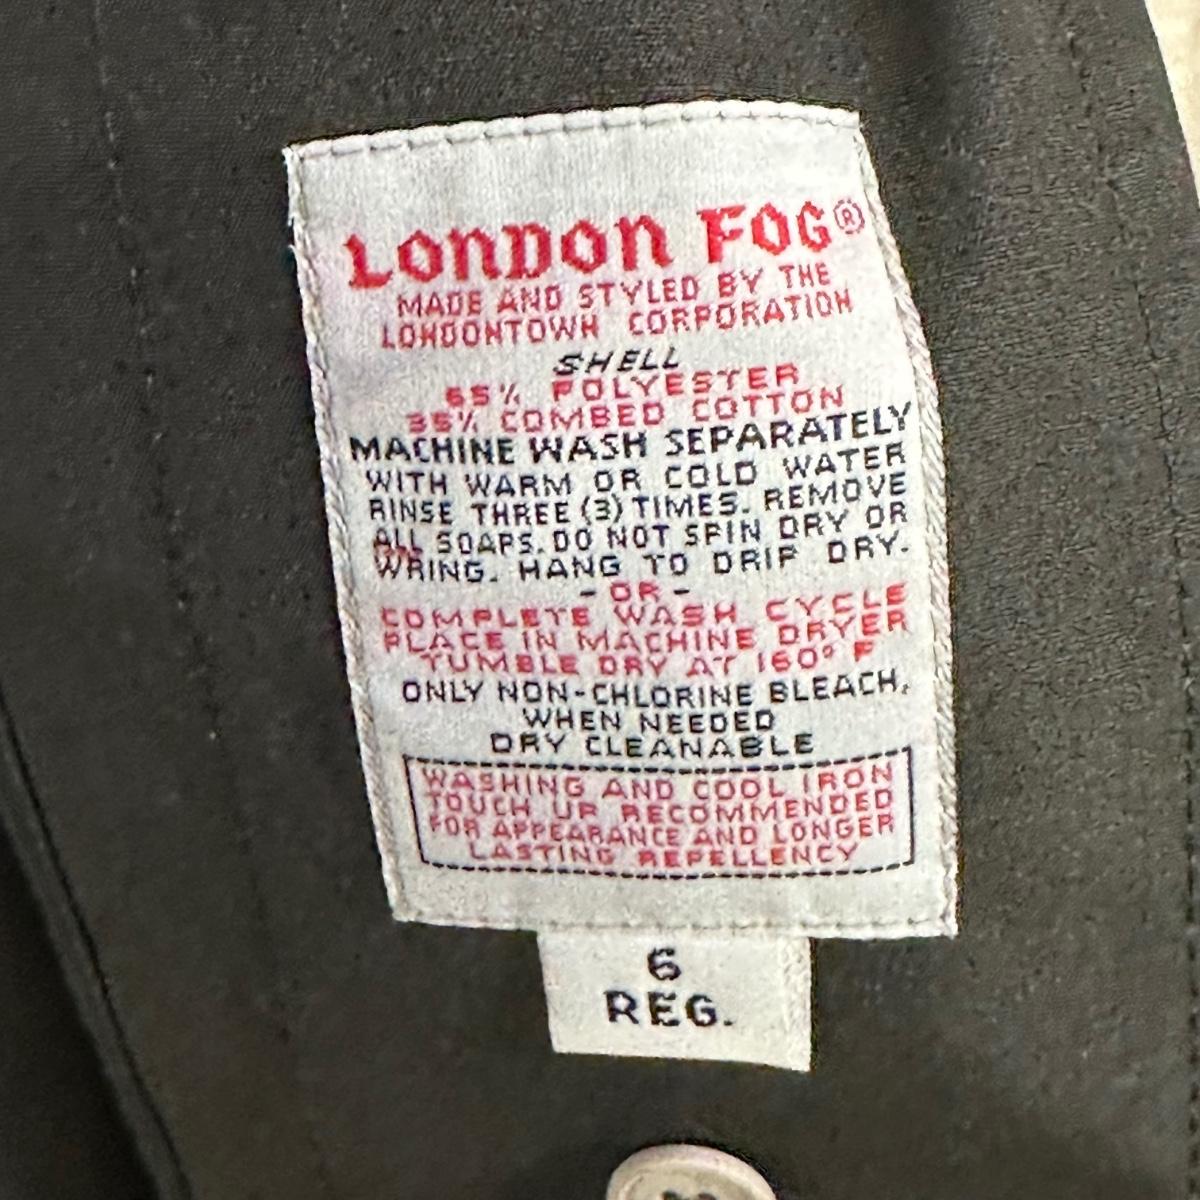 LONDON FOG®
MADE AND STYLED BY THE
LONDONTOWN CORPORATION
SHELL
65% POLYESTER
35% COMBED COTTON
MACHINE WASH SEPARATELY
WITH WARM OR COLD WATER
RINSE THREE (3) TIMES. REMOVE
ALL SOAPS. DO NOT SPIN DRY OR
WRING. HANG TO DRIP DRY.
- OR -
COMPLETE WASH CYCLE
PLACE IN MACHINE DRYER
TUMBLE DRY AT 160° F
ONLY NON-CHLORINE BLEACH,
WHEN NEEDED
DRY CLEANABLE
WASHING AND COOL IRON
TOUCH UP RECOMMENDED
FOR APPEARANCE AND LONGER
LASTING REPELLENCY
6
REG.